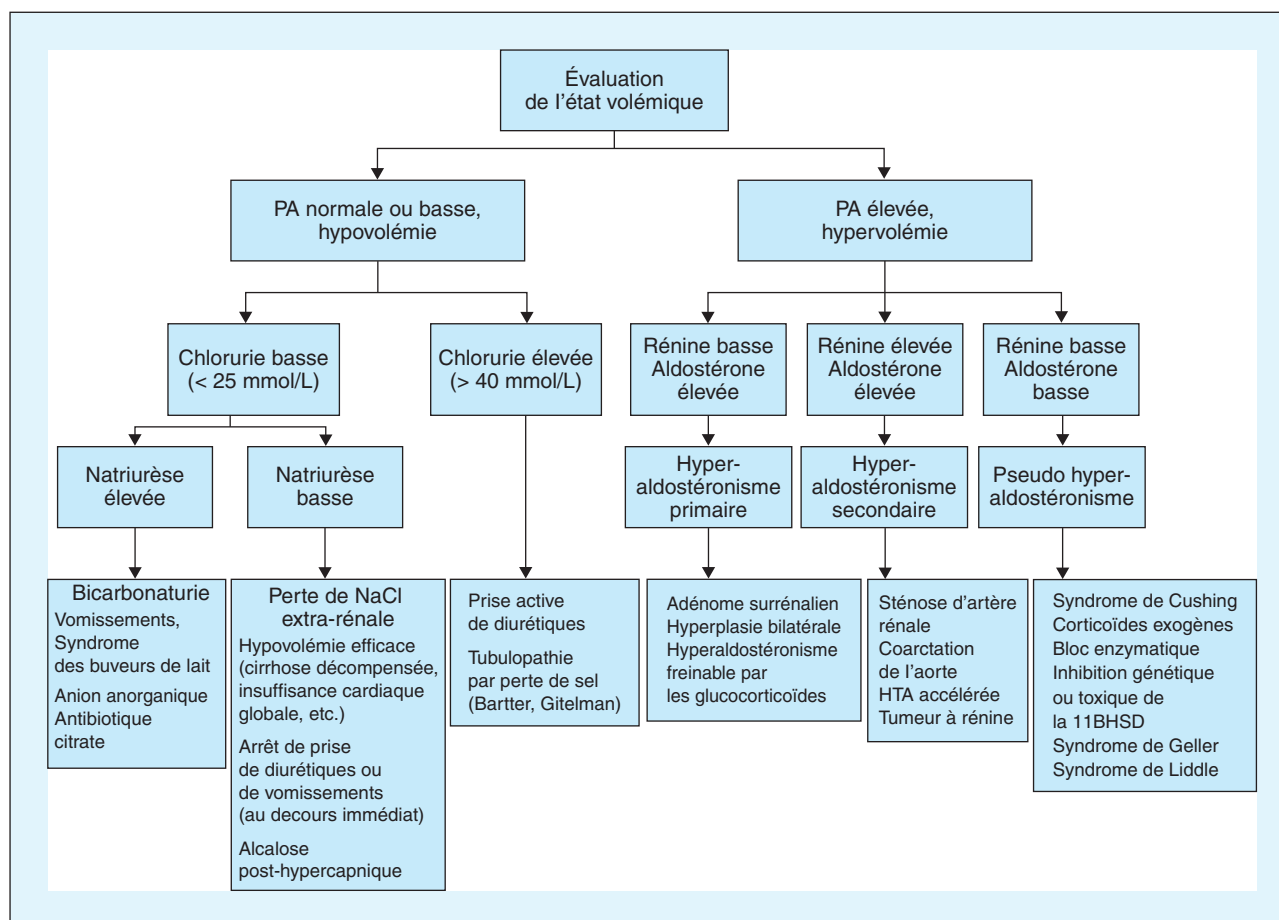 Évaluation
de l'état volémique
PA normale ou basse,
hypovolémie
PA élevée,
hypervolémie
Chlorurie basse
(< 25 mmol/L)
Chlorurie élevée
(> 40 mmol/L)
Rénine basse
Aldostérone
élevée
Rénine élevée
Aldostérone
élevée
Rénine basse
Aldostérone
basse
Natriurèse
élevée
Natriurèse
basse
Hyper-
aldostéronisme
primaire
Hyper-
aldostéronisme
secondaire
Pseudo hyper-
aldostéronisme
Bicarbonaturie
Vomissements,
Syndrome
des buveurs de lait
Anion anorganique
Antibiotique
citrate
Perte de NaCl
extra-rénale
Hypovolémie efficace
(cirrhose décompensée,
insuffisance cardiaque
globale, etc.)
Arrêt de prise
de diurétiques ou
de vomissements
(au decours immédiat)
Alcalose
post-hypercapnique
Prise active
de diurétiques
Tubulopathie
par perte de sel
(Bartter, Gitelman)
Adénome surrénalien
Hyperplasie bilatérale
Hyperaldostéronisme
freinable par
les glucocorticoïdes
Sténose d'artère
rénale
Coarctation
de l'aorte
HTA accélérée
Tumeur à rénine
Syndrome de Cushing
Corticoïdes exogènes
Bloc enzymatique
Inhibition génétique
ou toxique de
la 11BHSD
Syndrome de Geller
Syndrome de Liddle